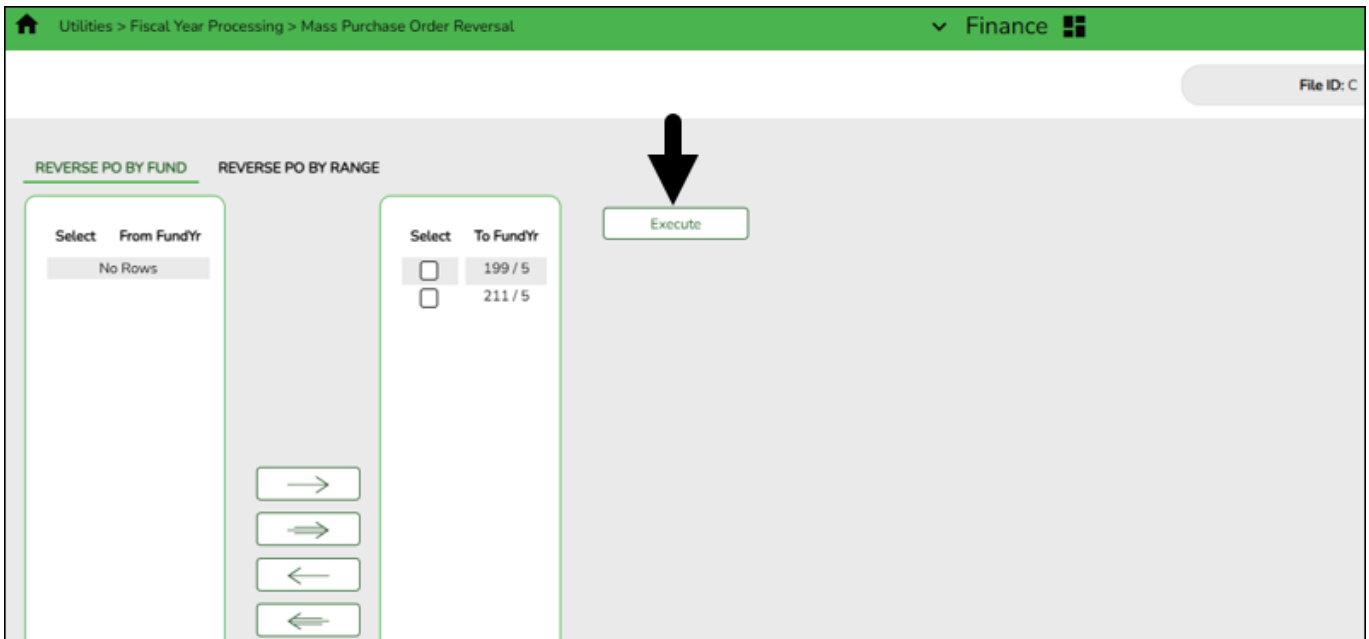 Utilities > Fiscal Year Processing > Mass Purchase Order Reversal
Finance
File ID: C
REVERSE PO BY FUND REVERSE PO BY RANGE
Select From FundYr
No Rows
Select To FundYr
199 / 5
211 / 5
Execute